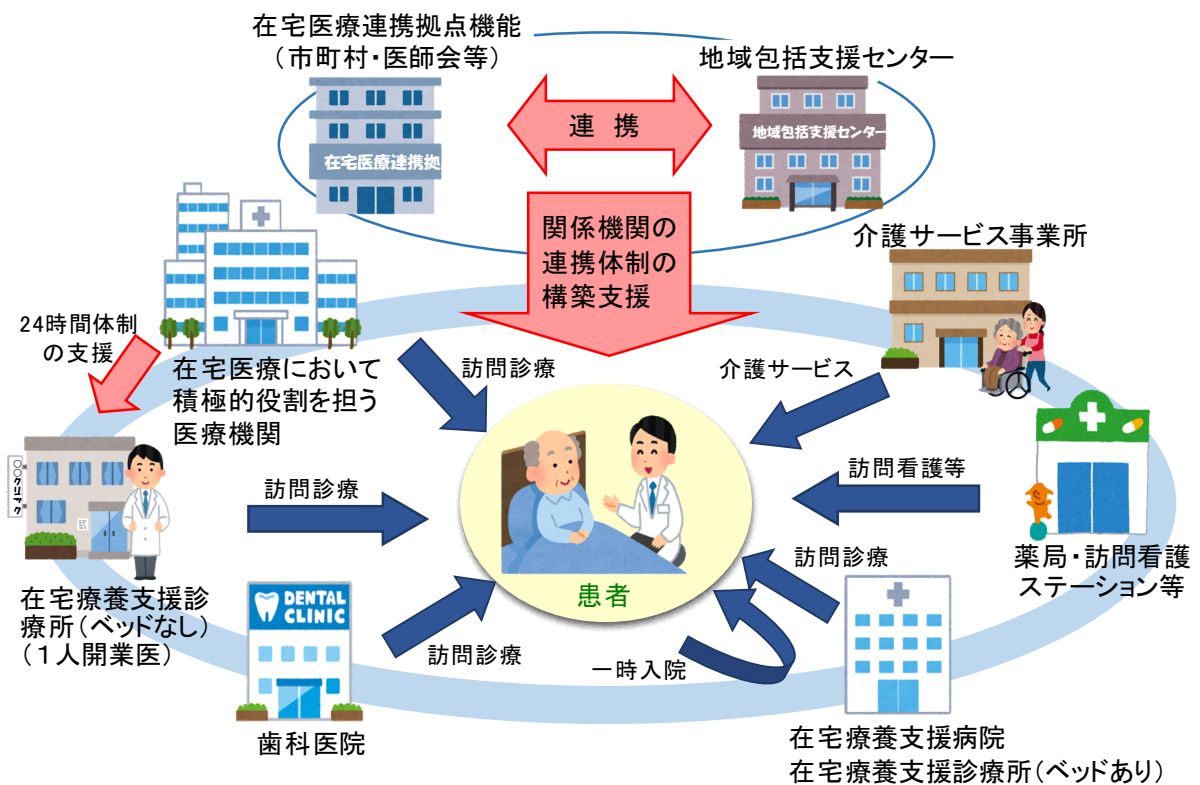 在宅医療連携拠点機能
（市町村・医師会等）
地域包括支援センター
連 携
在宅医療連携拠
地域包括支援センター
関係機関の
連携体制の
構築支援
介護サービス事業所
24時間体制
の支援
在宅医療において
積極的役割を担う
医療機関
訪問診療
介護サービス
〇〇クリニック
訪問診療
訪問看護等
訪問診療
薬局・訪問看護
ステーション等
患者
在宅療養支援診
療所（ベッドなし）
（１人開業医）
DENTAL
CLINIC
訪問診療
一時入院
歯科医院
在宅療養支援病院
在宅療養支援診療所（ベッドあり）